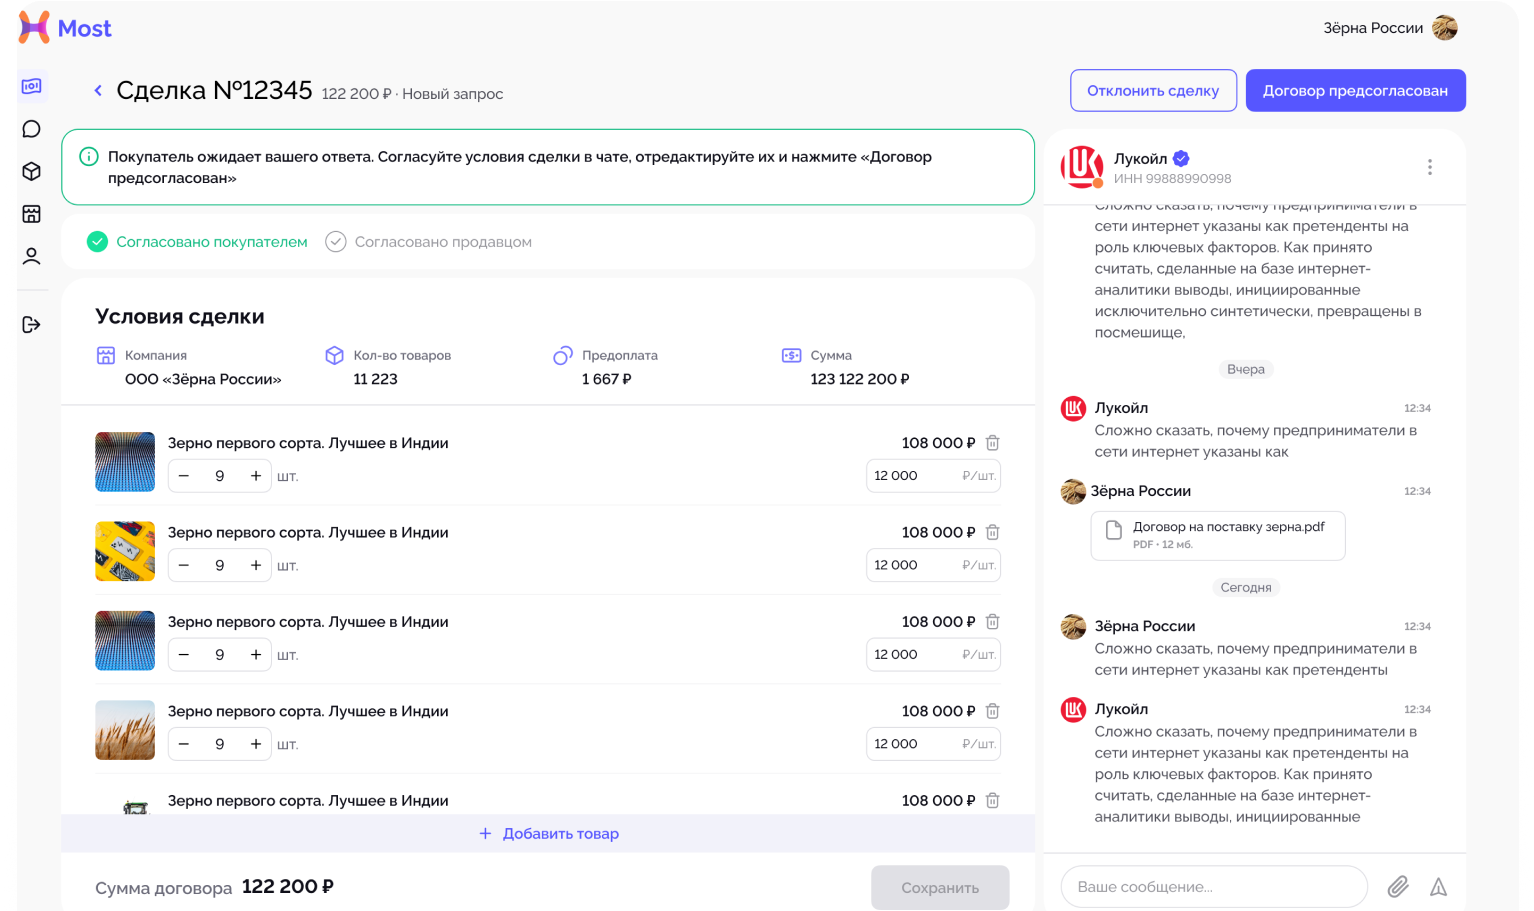 Most
Зёрна России
Сделка №12345 122 200 ₽ · Новый запрос
Отклонить сделку
Договор предсогласован
Покупатель ожидает вашего ответа. Согласуйте условия сделки в чате, отредактируйте их и нажмите «Договор
предсогласован»
Согласовано покупателем
Согласовано продавцом
Условия сделки
Компания
ООО «Зёрна России»
Кол-во товаров
11 223
Предоплата
1 667 ₽
Сумма
123 122 200 ₽
Зерно первого сорта. Лучшее в Индии
108 000 ₽
− 9 + шт.
12 000 ₽/шт.
Зерно первого сорта. Лучшее в Индии
108 000 ₽
− 9 + шт.
12 000 ₽/шт.
Зерно первого сорта. Лучшее в Индии
108 000 ₽
− 9 + шт.
12 000 ₽/шт.
Зерно первого сорта. Лучшее в Индии
108 000 ₽
− 9 + шт.
12 000 ₽/шт.
Зерно первого сорта. Лучшее в Индии
108 000 ₽
+ Добавить товар
Сумма договора 122 200 ₽
Сохранить
Лукойл
ИНН 99888990998
Сложно сказать, почему предприниматели в
сети интернет указаны как претенденты на
роль ключевых факторов. Как принято
считать, сделанные на базе интернет-
аналитики выводы, инициированные
исключительно синтетически, превращены в
посмешище,
Вчера
Лукойл 12:34
Сложно сказать, почему предприниматели в
сети интернет указаны как
Зёрна России 12:34
Договор на поставку зерна.pdf
PDF · 12 мб.
Сегодня
Зёрна России 12:34
Сложно сказать, почему предприниматели в
сети интернет указаны как претенденты
Лукойл 12:34
Сложно сказать, почему предприниматели в
сети интернет указаны как претенденты на
роль ключевых факторов. Как принято
считать, сделанные на базе интернет-
аналитики выводы, инициированные
Ваше сообщение...